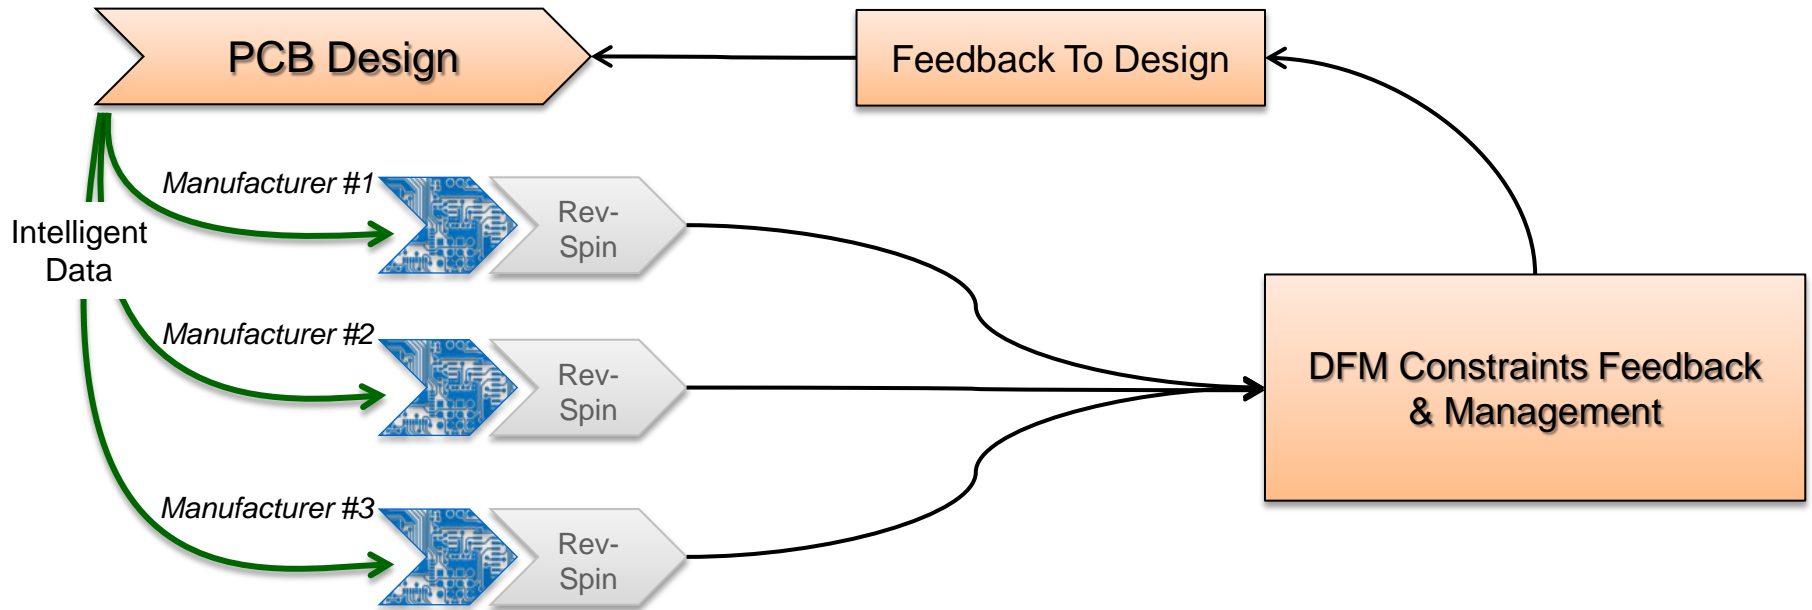 PCB Design
Feedback To Design
Manufacturer #1
Rev-
Spin
Intelligent
Data
Manufacturer #2
Rev-
Spin
DFM Constraints Feedback
& Management
Manufacturer #3
Rev-
Spin